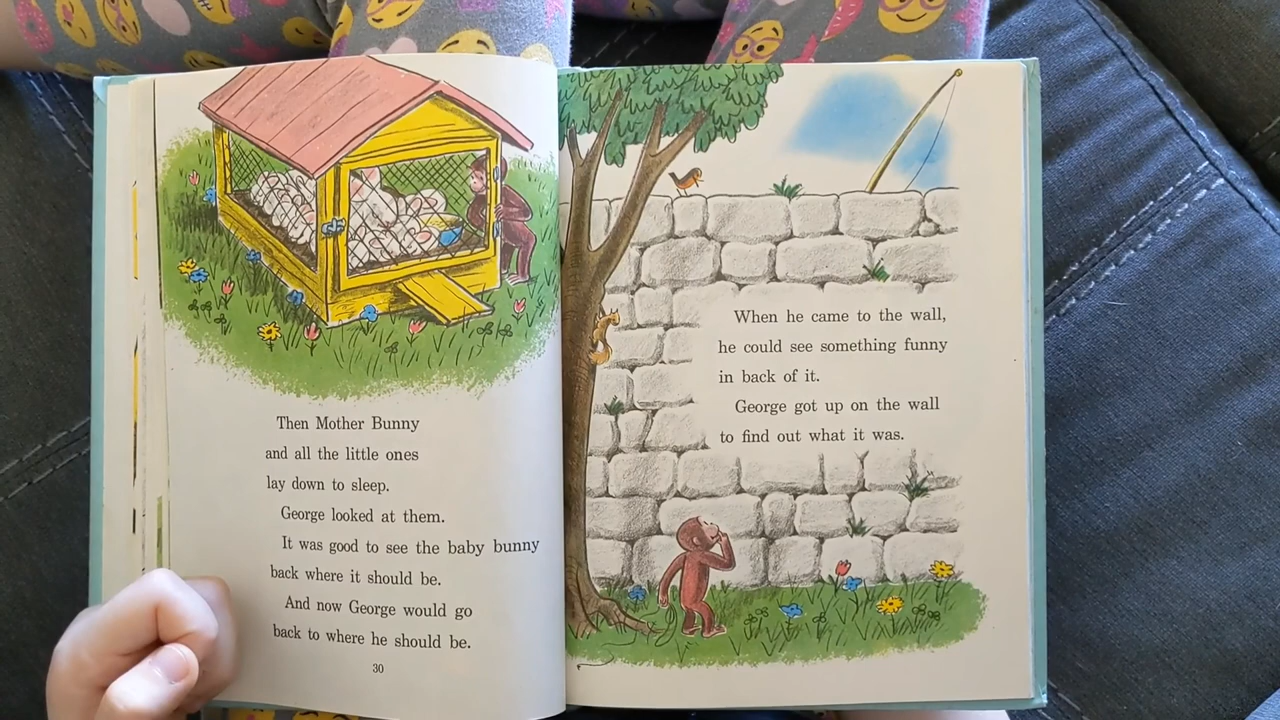 Then Mother Bunny
and all the little ones
lay down to sleep.
George looked at them.
It was good to see the baby bunny
back where it should be.
And now George would go
back to where he should be.
30
When he came to the wall,
he could see something funny
in back of it.
George got up on the wall
to find out what it was.